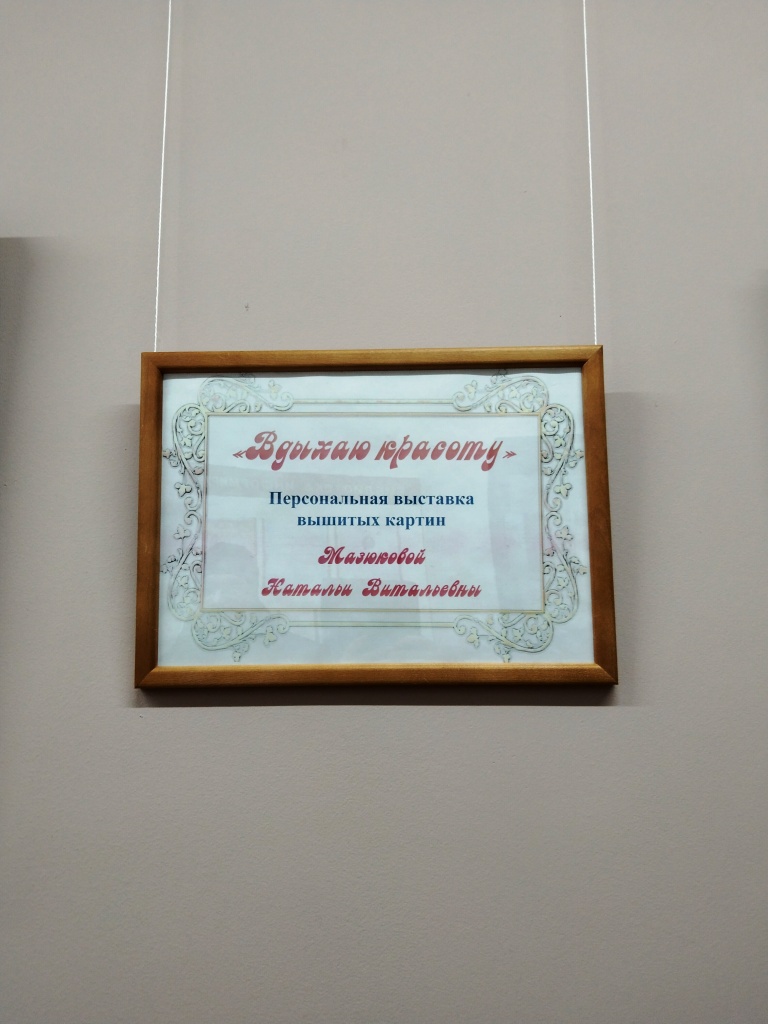 «Вдыхаю красоту»
Персональная выставка
вышитых картин
Мазюковой
Натальи Витальевны